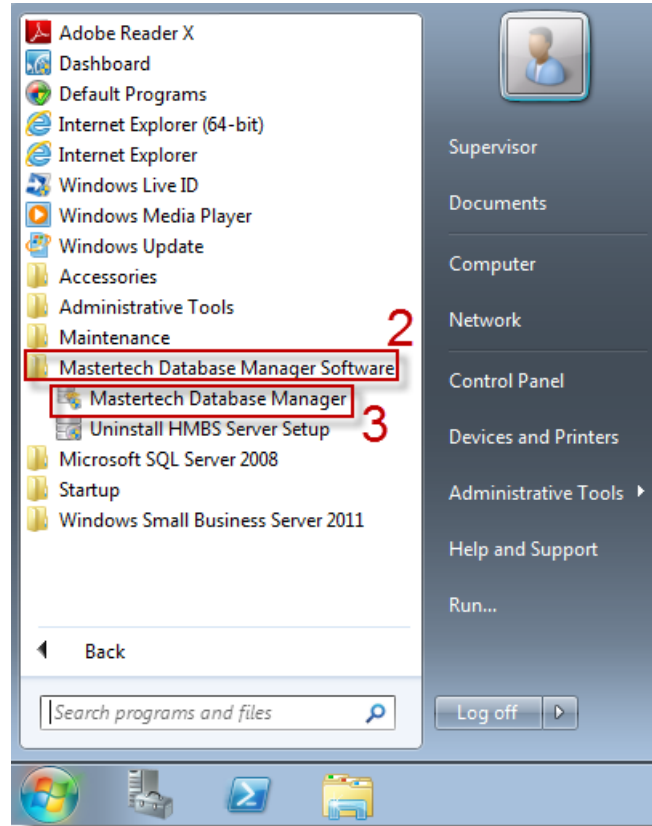 Adobe Reader X
Dashboard
Default Programs
Internet Explorer (64-bit)
Internet Explorer
Windows Live ID
Windows Media Player
Windows Update
Accessories
Administrative Tools
Maintenance
2
Mastertech Database Manager Software
Mastertech Database Manager
3
Uninstall HMBS Server Setup
Microsoft SQL Server 2008
Startup
Windows Small Business Server 2011
Back
Search programs and files
Supervisor
Documents
Computer
Network
Control Panel
Devices and Printers
Administrative Tools
Help and Support
Run...
Log off